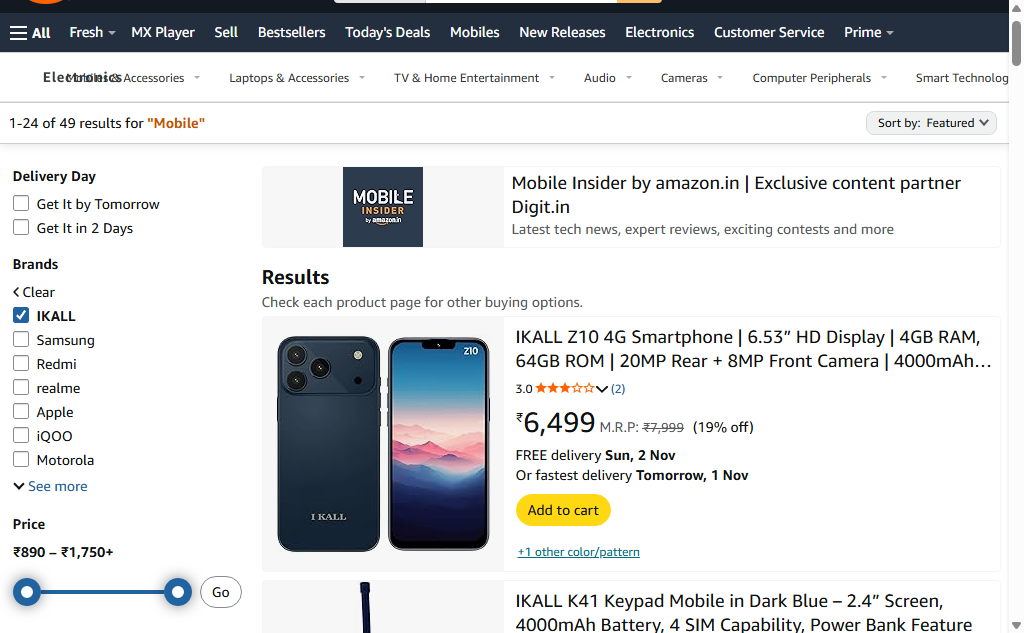 All Fresh MX Player Sell Bestsellers Today's Deals Mobiles New Releases Electronics Customer Service Prime
Electronics Mobiles & Accessories Laptops & Accessories TV & Home Entertainment Audio Cameras Computer Peripherals Smart Technolog
1-24 of 49 results for "Mobile"
Sort by: Featured
Delivery Day
Get It by Tomorrow
Get It in 2 Days
Brands
Clear
IKALL
Samsung
Redmi
realme
Apple
iQOO
Motorola
See more
Price
₹890 – ₹1,750+
Go
MOBILE
INSIDER
by amazon.in
Mobile Insider by amazon.in | Exclusive content partner
Digit.in
Latest tech news, expert reviews, exciting contests and more
Results
Check each product page for other buying options.
Z10
I KALL
IKALL Z10 4G Smartphone | 6.53” HD Display | 4GB RAM,
64GB ROM | 20MP Rear + 8MP Front Camera | 4000mAh...
3.0 (2)
₹6,499 M.R.P: ₹7,999 (19% off)
FREE delivery Sun, 2 Nov
Or fastest delivery Tomorrow, 1 Nov
Add to cart
+1 other color/pattern
IKALL K41 Keypad Mobile in Dark Blue – 2.4” Screen,
4000mAh Battery, 4 SIM Capability, Power Bank Feature